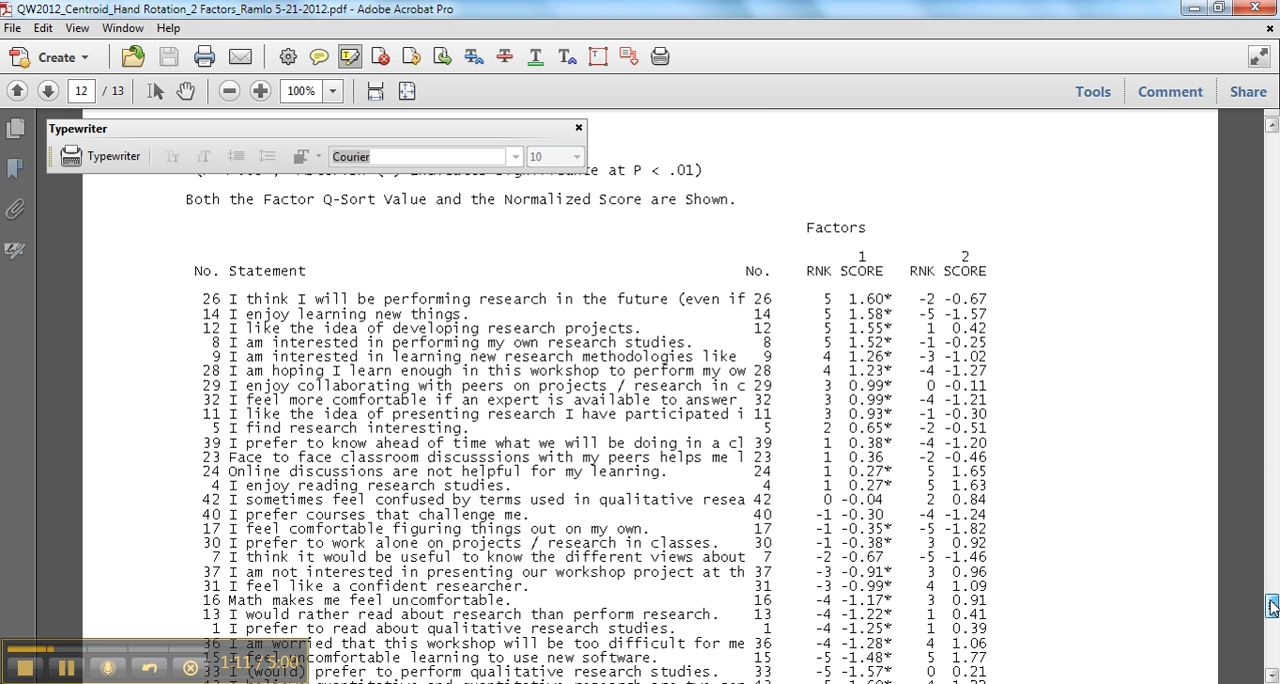 QW2012_Centroid_Hand Rotation_2 Factors_Ramlo 5-21-2012.pdf - Adobe Acrobat Pro
File Edit View Window Help
Create
12 / 13 100% Tools Comment Share
Typewriter
Typewriter Courier 10
at P < .01)
Both the Factor Q-Sort Value and the Normalized Score are Shown.
Factors
1 2
No. Statement No. RNK SCORE RNK SCORE
26 I think I will be performing research in the future (even if 26 5 1.60* -2 -0.67
14 I enjoy learning new things. 14 5 1.58* -5 -1.57
12 I like the idea of developing research projects. 12 5 1.55* 1 0.42
8 I am interested in performing my own research studies. 8 5 1.52* -1 -0.25
9 I am interested in learning new research methodologies like 9 4 1.26* -3 -1.02
28 I am hoping I learn enough in this workshop to perform my ow 28 4 1.23* -4 -1.27
29 I enjoy collaborating with peers on projects / research in c 29 3 0.99* 0 -0.11
32 I feel more comfortable if an expert is available to answer 32 3 0.99* -4 -1.21
11 I like the idea of presenting research I have participated i 11 3 0.93* -1 -0.30
5 I find research interesting. 5 2 0.65* -2 -0.51
39 I prefer to know ahead of time what we will be doing in a cl 39 1 0.38* -4 -1.20
23 Face to face classroom discusssions with my peers helps me l 23 1 0.36 -2 -0.46
24 Online discussions are not helpful for my leanring. 24 1 0.27* 5 1.65
4 I enjoy reading research studies. 4 1 0.27* 5 1.63
42 I sometimes feel confused by terms used in qualitative resea 42 0 -0.04 2 0.84
40 I prefer courses that challenge me. 40 -1 -0.30 -4 -1.24
17 I feel comfortable figuring things out on my own. 17 -1 -0.35* -5 -1.82
30 I prefer to work alone on projects / research in classes. 30 -1 -0.38* 3 0.92
7 I think it would be useful to know the different views about 7 -2 -0.67 -5 -1.46
37 I am not interested in presenting our workshop project at th 37 -3 -0.91* 3 0.96
31 I feel like a confident researcher. 31 -3 -0.99* 4 1.09
16 Math makes me feel uncomfortable. 16 -4 -1.17* 3 0.91
13 I would rather read about research than perform research. 13 -4 -1.22* 1 0.41
1 I prefer to read about qualitative research studies. 1 -4 -1.25* 1 0.39
36 I am worried that this workshop will be too difficult for me 36 -4 -1.28* 4 1.06
15 I feel uncomfortable learning to use new software. 15 -5 -1.48* 5 1.77
33 I (would) prefer to perform qualitative research studies. 33 -5 -1.57* 0 0.21
1:11 / 5:00